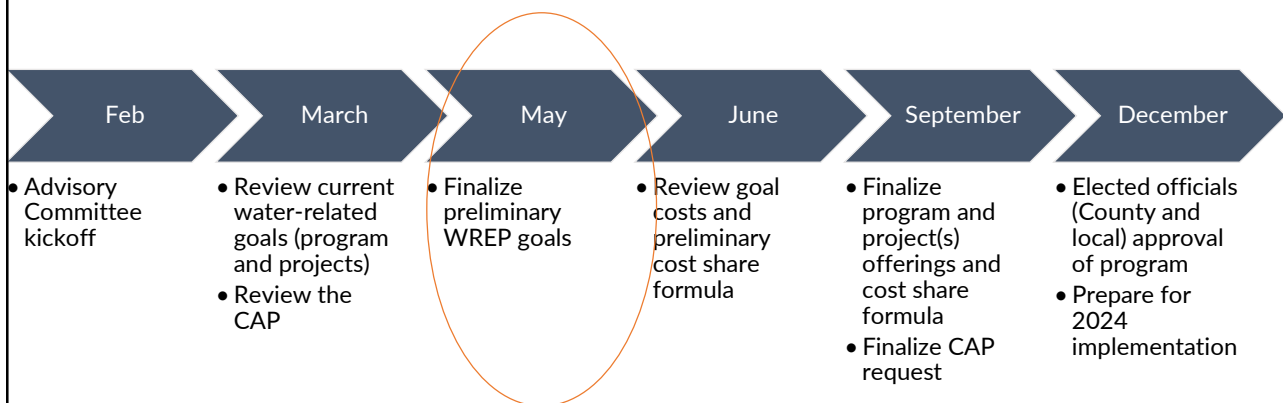 Feb
March
May
June
September
December
• Advisory
Committee
kickoff
• Review current
water-related
goals (program
and projects)
• Review the
CAP
• Finalize
preliminary
WREP goals
• Review goal
costs and
preliminary
cost share
formula
• Finalize
program and
project(s)
offerings and
cost share
formula
• Finalize CAP
request
• Elected officials
(County and
local) approval
of program
• Prepare for
2024
implementation